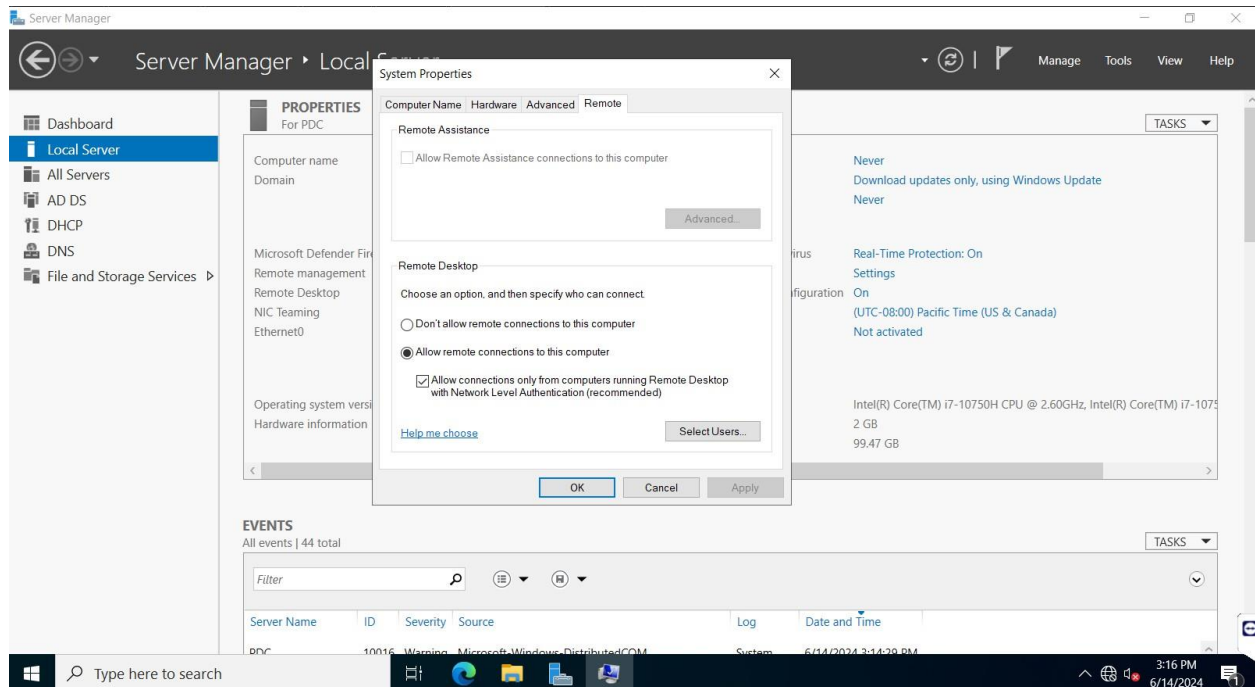 Server Manager
Server Manager • Local Server
Manage Tools View Help
Dashboard
Local Server
All Servers
AD DS
DHCP
DNS
File and Storage Services
PROPERTIES
For PDC
TASKS
Computer name
Domain
Microsoft Defender Fire
Remote management
Remote Desktop
NIC Teaming
Ethernet0
Operating system versi
Hardware information
System Properties
Computer Name Hardware Advanced Remote
Remote Assistance
Allow Remote Assistance connections to this computer
Advanced...
Remote Desktop
Choose an option, and then specify who can connect.
Don't allow remote connections to this computer
Allow remote connections to this computer
Allow connections only from computers running Remote Desktop
with Network Level Authentication (recommended)
Help me choose
Select Users...
OK Cancel Apply
Never
Download updates only, using Windows Update
Never
irus Real-Time Protection: On
Settings
figuration On
(UTC-08:00) Pacific Time (US & Canada)
Not activated
Intel(R) Core(TM) i7-10750H CPU @ 2.60GHz, Intel(R) Core(TM) i7-1075
2 GB
99.47 GB
EVENTS
All events | 44 total
TASKS
Filter
Server Name ID Severity Source Log Date and Time
PDC 10016 Warning Microsoft-Windows-DistributedCOM System 6/14/2024 3:14:29 PM
Type here to search
3:16 PM
6/14/2024
1